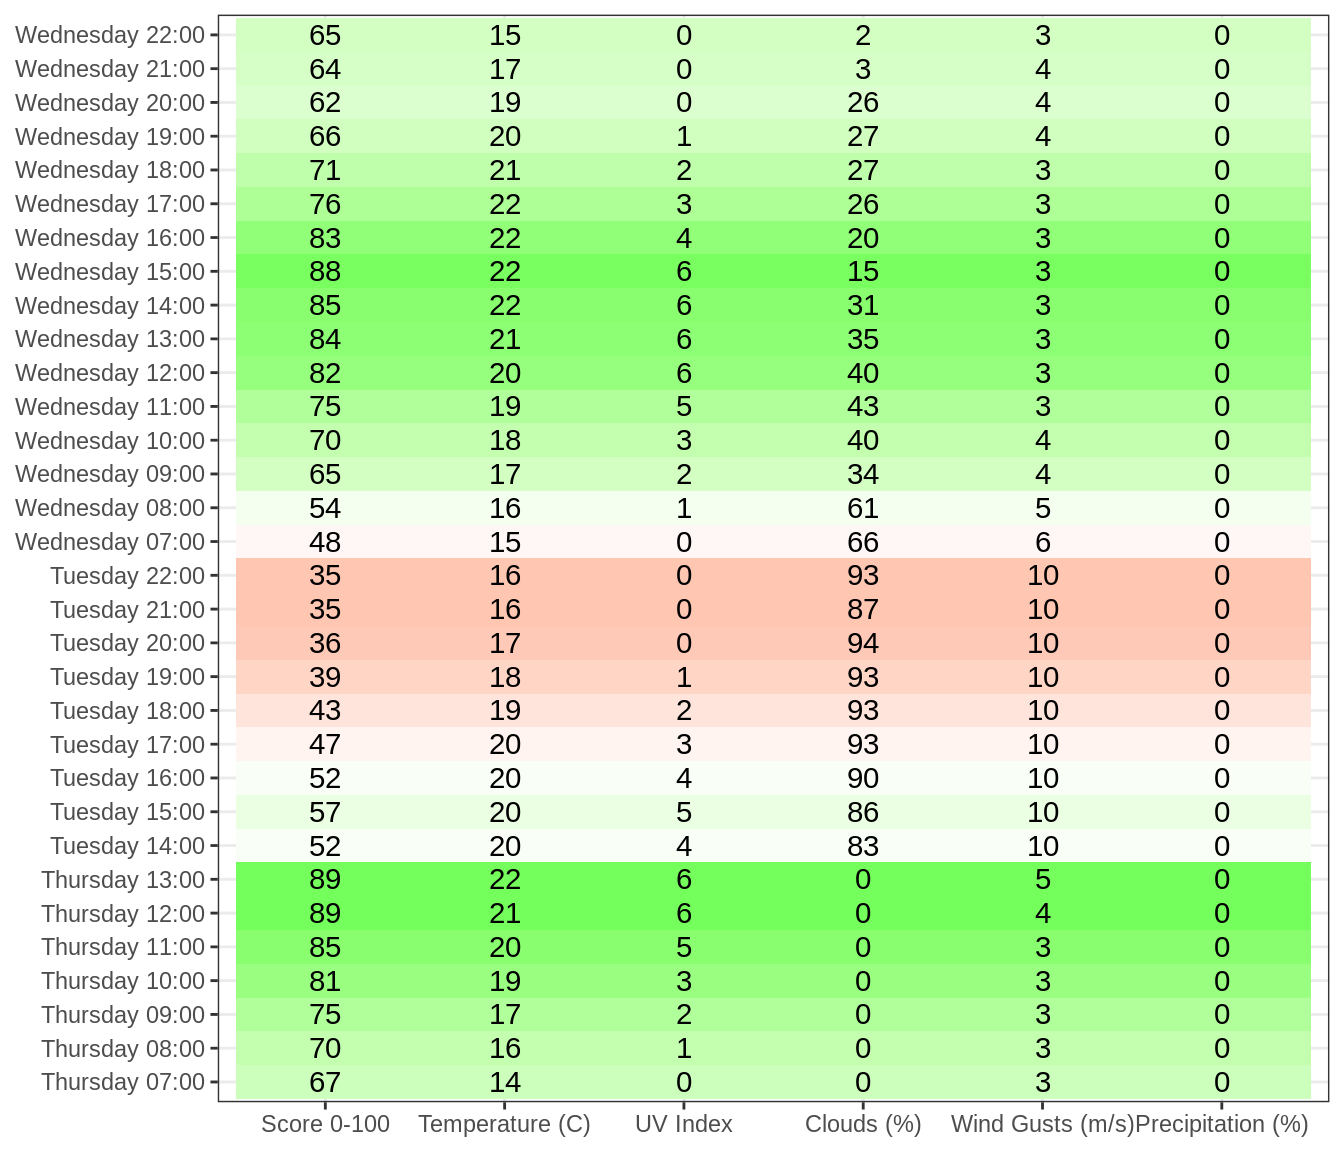 Wednesday 22:00 65 15 0 2 3 0
Wednesday 21:00 64 17 0 3 4 0
Wednesday 20:00 62 19 0 26 4 0
Wednesday 19:00 66 20 1 27 4 0
Wednesday 18:00 71 21 2 27 3 0
Wednesday 17:00 76 22 3 26 3 0
Wednesday 16:00 83 22 4 20 3 0
Wednesday 15:00 88 22 6 15 3 0
Wednesday 14:00 85 22 6 31 3 0
Wednesday 13:00 84 21 6 35 3 0
Wednesday 12:00 82 20 6 40 3 0
Wednesday 11:00 75 19 5 43 3 0
Wednesday 10:00 70 18 3 40 4 0
Wednesday 09:00 65 17 2 34 4 0
Wednesday 08:00 54 16 1 61 5 0
Wednesday 07:00 48 15 0 66 6 0
Tuesday 22:00 35 16 0 93 10 0
Tuesday 21:00 35 16 0 87 10 0
Tuesday 20:00 36 17 0 94 10 0
Tuesday 19:00 39 18 1 93 10 0
Tuesday 18:00 43 19 2 93 10 0
Tuesday 17:00 47 20 3 93 10 0
Tuesday 16:00 52 20 4 90 10 0
Tuesday 15:00 57 20 5 86 10 0
Tuesday 14:00 52 20 4 83 10 0
Thursday 13:00 89 22 6 0 5 0
Thursday 12:00 89 21 6 0 4 0
Thursday 11:00 85 20 5 0 3 0
Thursday 10:00 81 19 3 0 3 0
Thursday 09:00 75 17 2 0 3 0
Thursday 08:00 70 16 1 0 3 0
Thursday 07:00 67 14 0 0 3 0
Score 0-100 Temperature (C) UV Index Clouds (%) Wind Gusts (m/s) Precipitation (%)